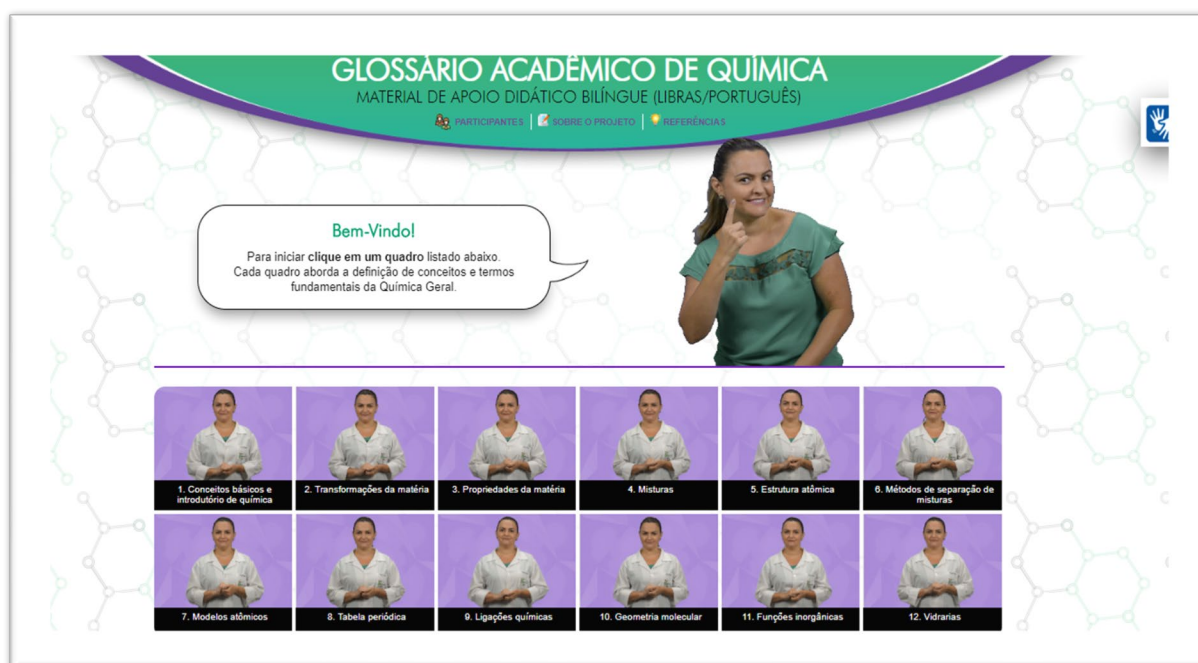 GLOSSÁRIO ACADÊMICO DE QUÍMICA
MATERIAL DE APOIO DIDÁTICO BILÍNGUE (LIBRAS/PORTUGUÊS)
PARTICIPANTES | SOBRE O PROJETO | REFERÊNCIAS
Bem-Vindo!
Para iniciar clique em um quadro listado abaixo.
Cada quadro aborda a definição de conceitos e termos
fundamentais da Química Geral.
1. Conceitos básicos e
introdutório de química
2. Transformações da matéria
3. Propriedades da matéria
4. Misturas
5. Estrutura atômica
6. Métodos de separação de
misturas
7. Modelos atômicos
8. Tabela periódica
9. Ligações químicas
10. Geometria molecular
11. Funções inorgânicas
12. Vidrarias